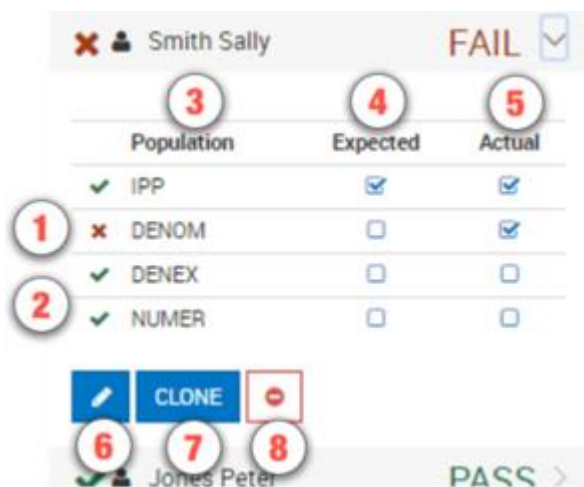 Smith Sally FAIL
3 4 5
Population Expected Actual
IPP
1 DENOM
DENEX
2
NUMER
CLONE
6 7 8
Jones Peter PASS